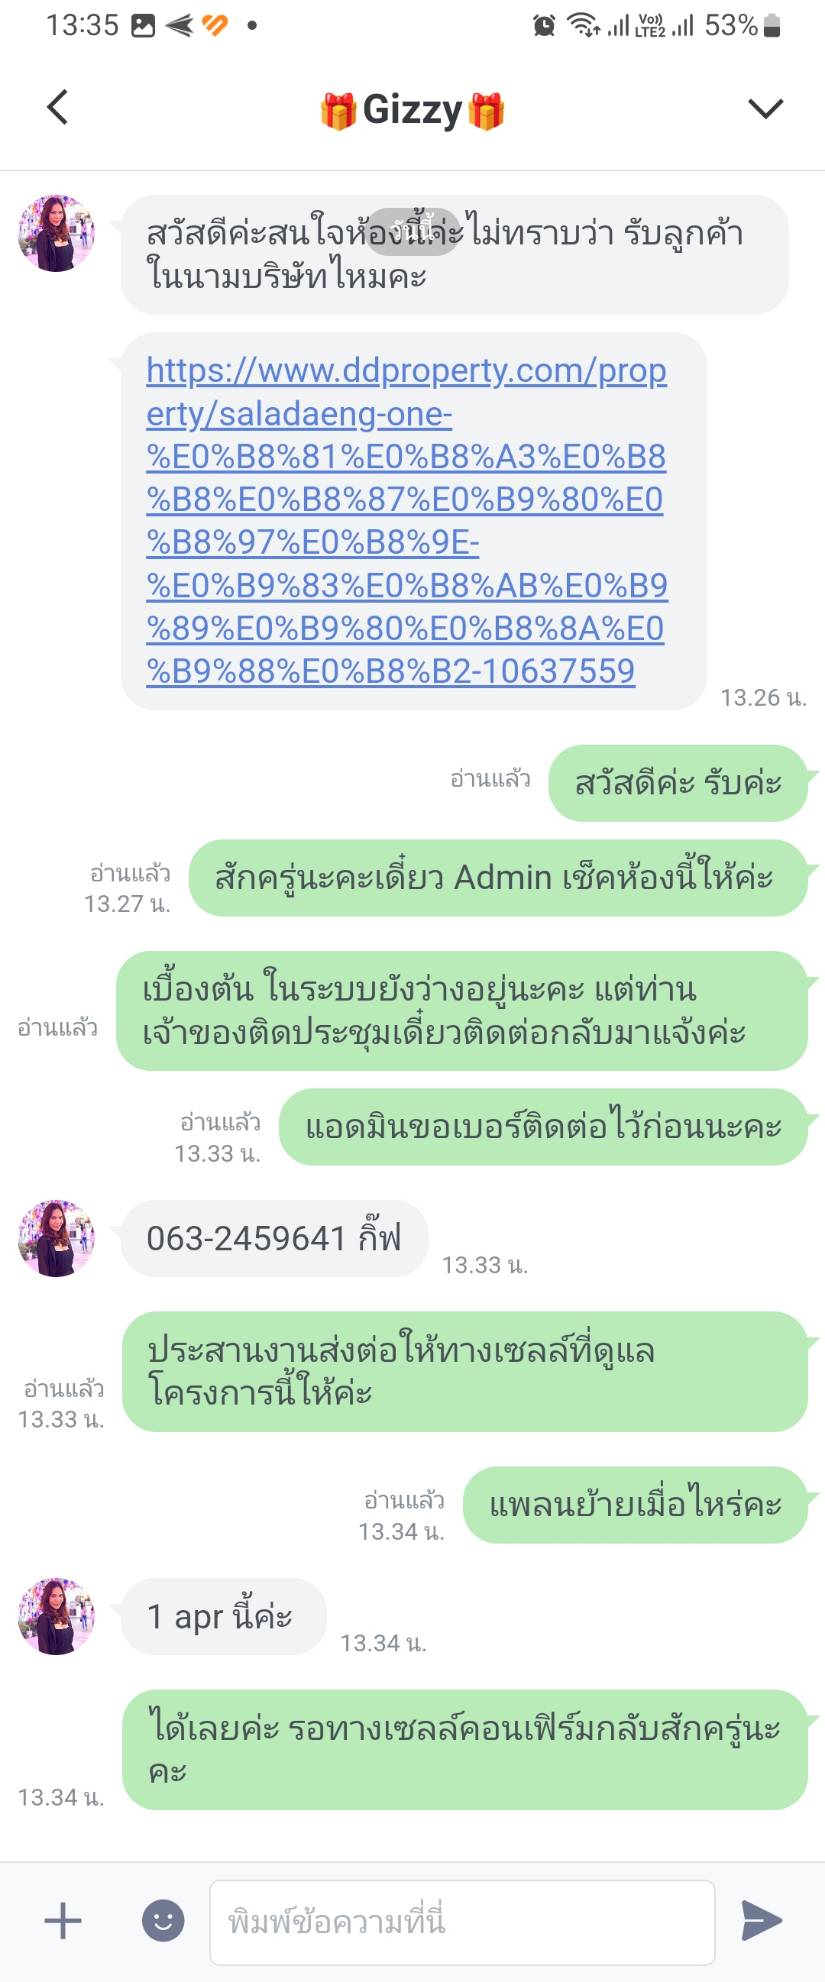 13:35
Vo))
LTE2
53%
🎁Gizzy🎁
วันนี้
สวัสดีค่ะสนใจห้องนี้ค่ะไม่ทราบว่า รับลูกค้า
ในนามบริษัทไหมคะ
https://www.ddproperty.com/prop
erty/saladaeng-one-
%E0%B8%81%E0%B8%A3%E0%B8
%B8%E0%B8%87%E0%B9%80%E0
%B8%97%E0%B8%9E-
%E0%B9%83%E0%B8%AB%E0%B9
%89%E0%B9%80%E0%B8%8A%E0
%B9%88%E0%B8%B2-10637559
13.26 น.
อ่านแล้ว
สวัสดีค่ะ รับค่ะ
อ่านแล้ว
13.27 น.
สักครู่นะคะเดี๋ยว Admin เช็คห้องนี้ให้ค่ะ
เบื้องต้น ในระบบยังว่างอยู่นะคะ แต่ท่าน
เจ้าของติดประชุมเดี๋ยวติดต่อกลับมาแจ้งค่ะ
อ่านแล้ว
อ่านแล้ว
13.33 น.
แอดมินขอเบอร์ติดต่อไว้ก่อนนะคะ
063-2459641 กิ๊ฟ
13.33 น.
ประสานงานส่งต่อให้ทางเซลล์ที่ดูแล
โครงการนี้ให้ค่ะ
อ่านแล้ว
13.33 น.
อ่านแล้ว
13.34 น.
แพลนย้ายเมื่อไหร่คะ
1 apr นี้ค่ะ
13.34 น.
ได้เลยค่ะ รอทางเซลล์คอนเฟิร์มกลับสักครู่นะ
คะ
13.34 น.
พิมพ์ข้อความที่นี่